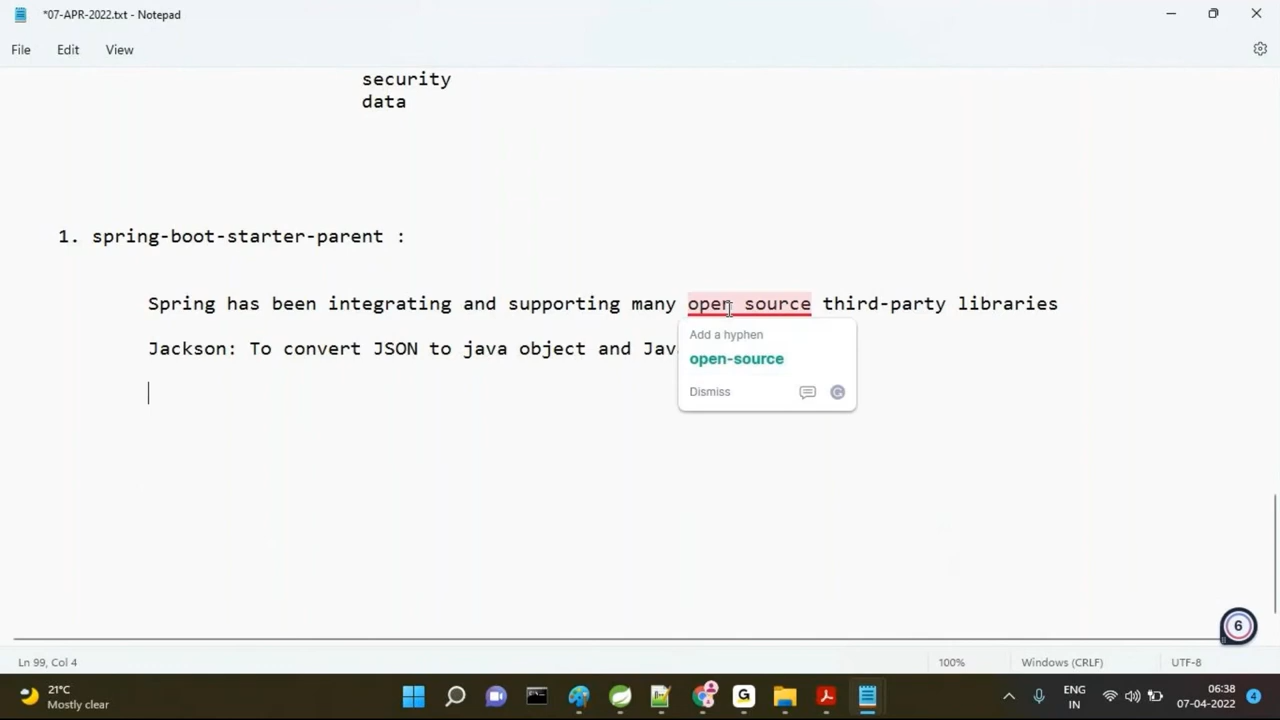 *07-APR-2022.txt - Notepad
File Edit View
security
data
1. spring-boot-starter-parent :
Spring has been integrating and supporting many open source third-party libraries
Add a hyphen
Jackson: To convert JSON to java object and Jav
open-source
Dismiss
6
Ln 99, Col 4 100% Windows (CRLF) UTF-8
21°C
Mostly clear
ENG
IN
06:38
07-04-2022
4